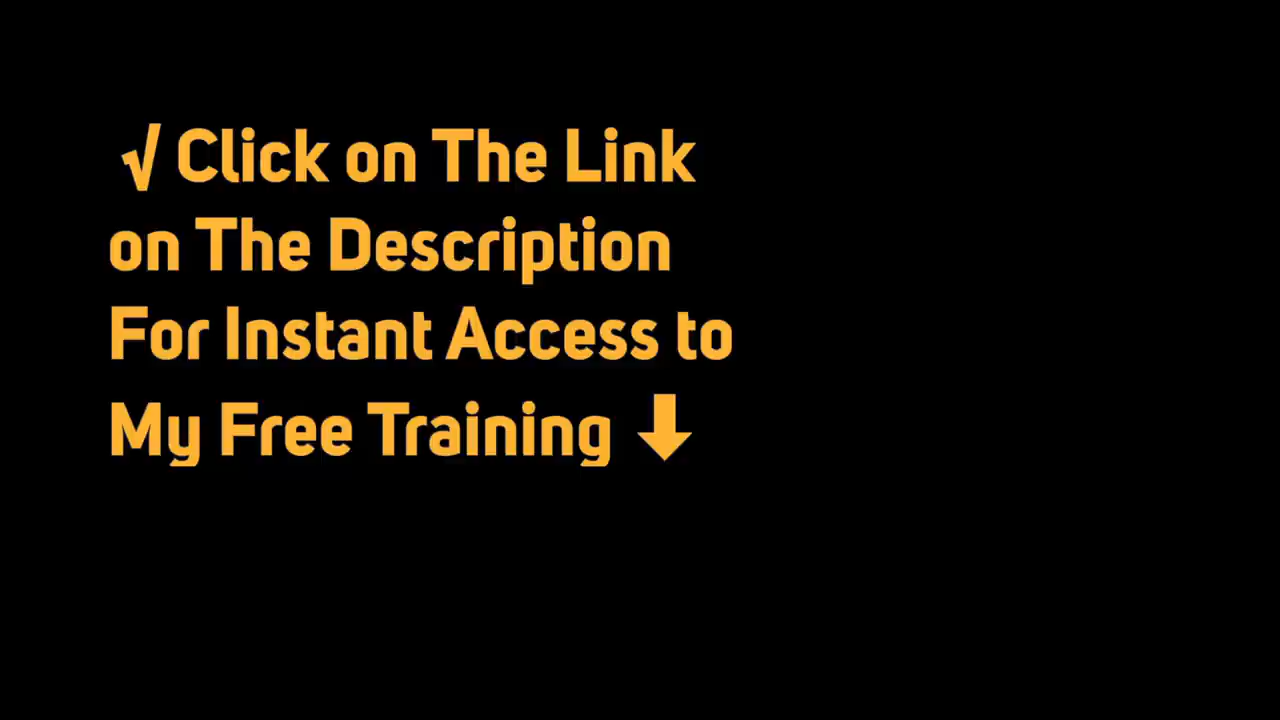 √ Click on The Link
on The Description
For Instant Access to
My Free Training ⬇